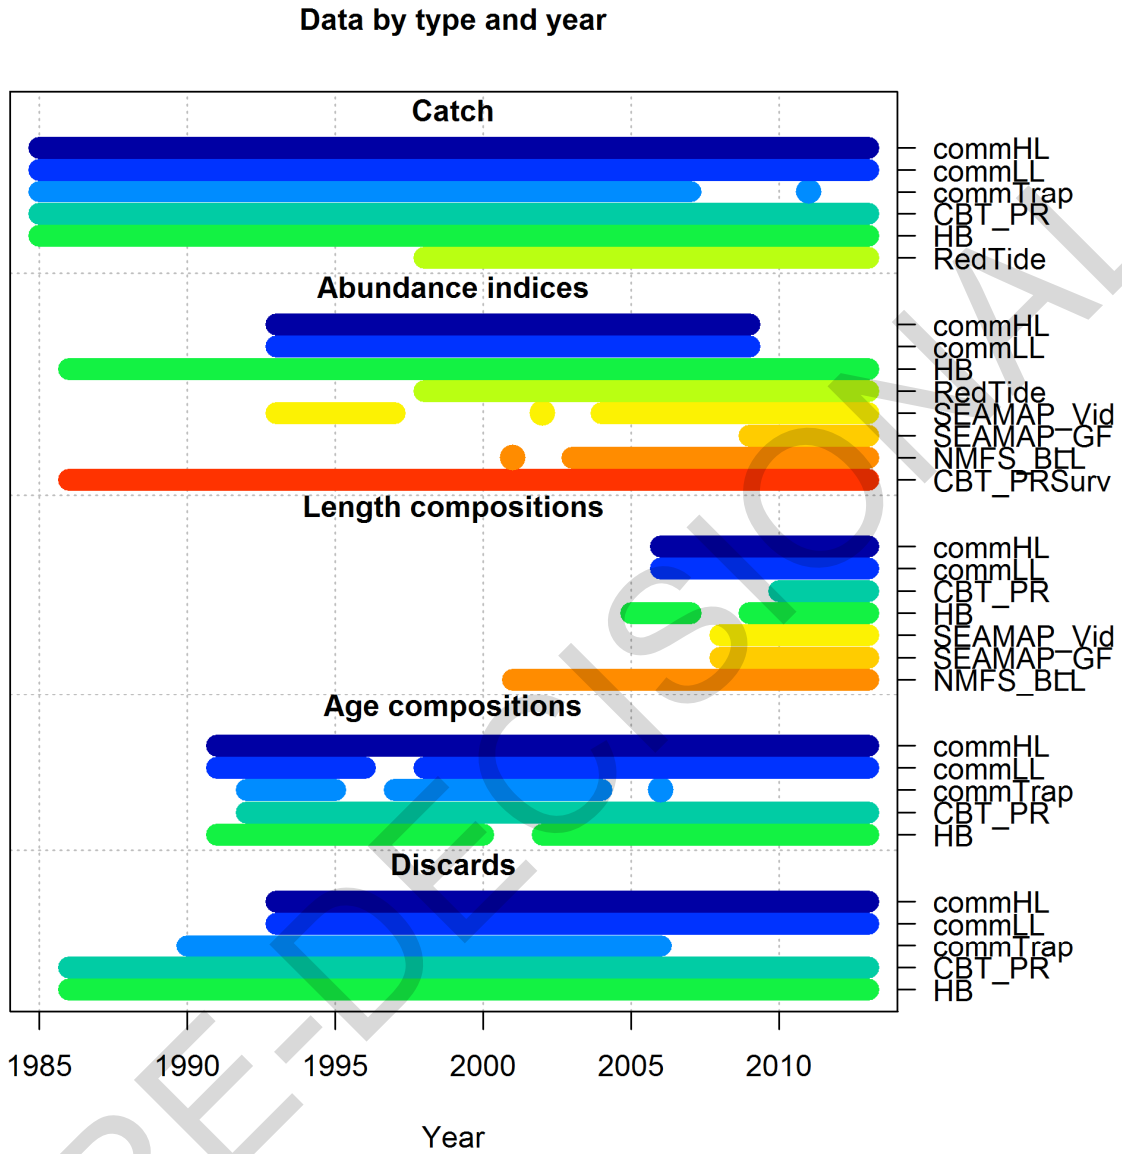 Data by type and year
Catch
commHL
commLL
commTrap
CBT_PR
HB
RedTide
Abundance indices
commHL
commLL
HB
RedTide
SEAMAP_Vid
SEAMAP_GF
NMFS_BLL
CBT_PRSurv
Length compositions
commHL
commLL
CBT_PR
HB
SEAMAP_Vid
SEAMAP_GF
NMFS_BLL
Age compositions
commHL
commLL
commTrap
CBT_PR
HB
Discards
commHL
commLL
commTrap
CBT_PR
HB
1985 1990 1995 2000 2005 2010
Year
RE-DECISIONAL